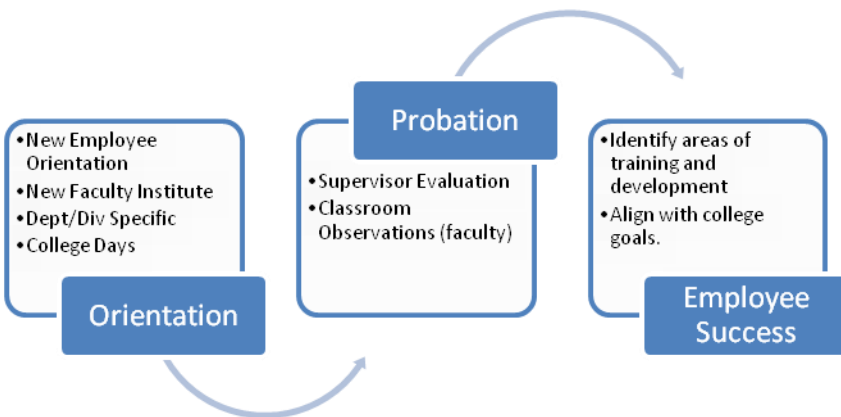 •New Employee
Orientation
•New Faculty Institute
•Dept/Div Specific
•College Days
Orientation
Probation
•Supervisor Evaluation
•Classroom
Observations (faculty)
•Identify areas of
training and
development
•Align with college
goals.
Employee
Success